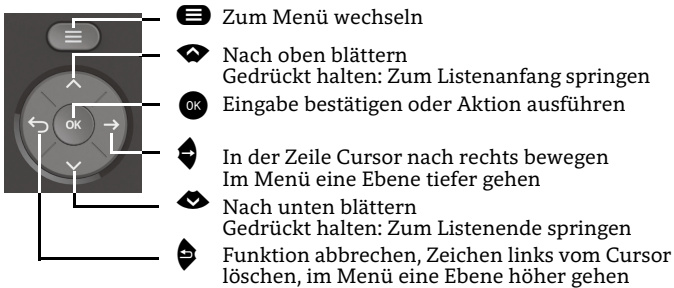 Zum Menü wechseln
Nach oben blättern
Gedrückt halten: Zum Listenanfang springen
OK
OK
Eingabe bestätigen oder Aktion ausführen
In der Zeile Cursor nach rechts bewegen
Im Menü eine Ebene tiefer gehen
Nach unten blättern
Gedrückt halten: Zum Listenende springen
Funktion abbrechen, Zeichen links vom Cursor
löschen, im Menü eine Ebene höher gehen